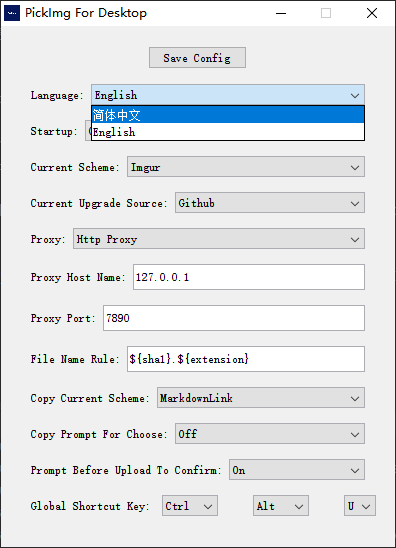 PickImg For Desktop
Save Config
Language: English
简体中文
English
Startup:
Current Scheme: Imgur
Current Upgrade Source: Github
Proxy: Http Proxy
Proxy Host Name: 127.0.0.1
Proxy Port: 7890
File Name Rule: ${sha1}.${extension}
Copy Current Scheme: MarkdownLink
Copy Prompt For Choose: Off
Prompt Before Upload To Confirm: On
Global Shortcut Key: Ctrl Alt U